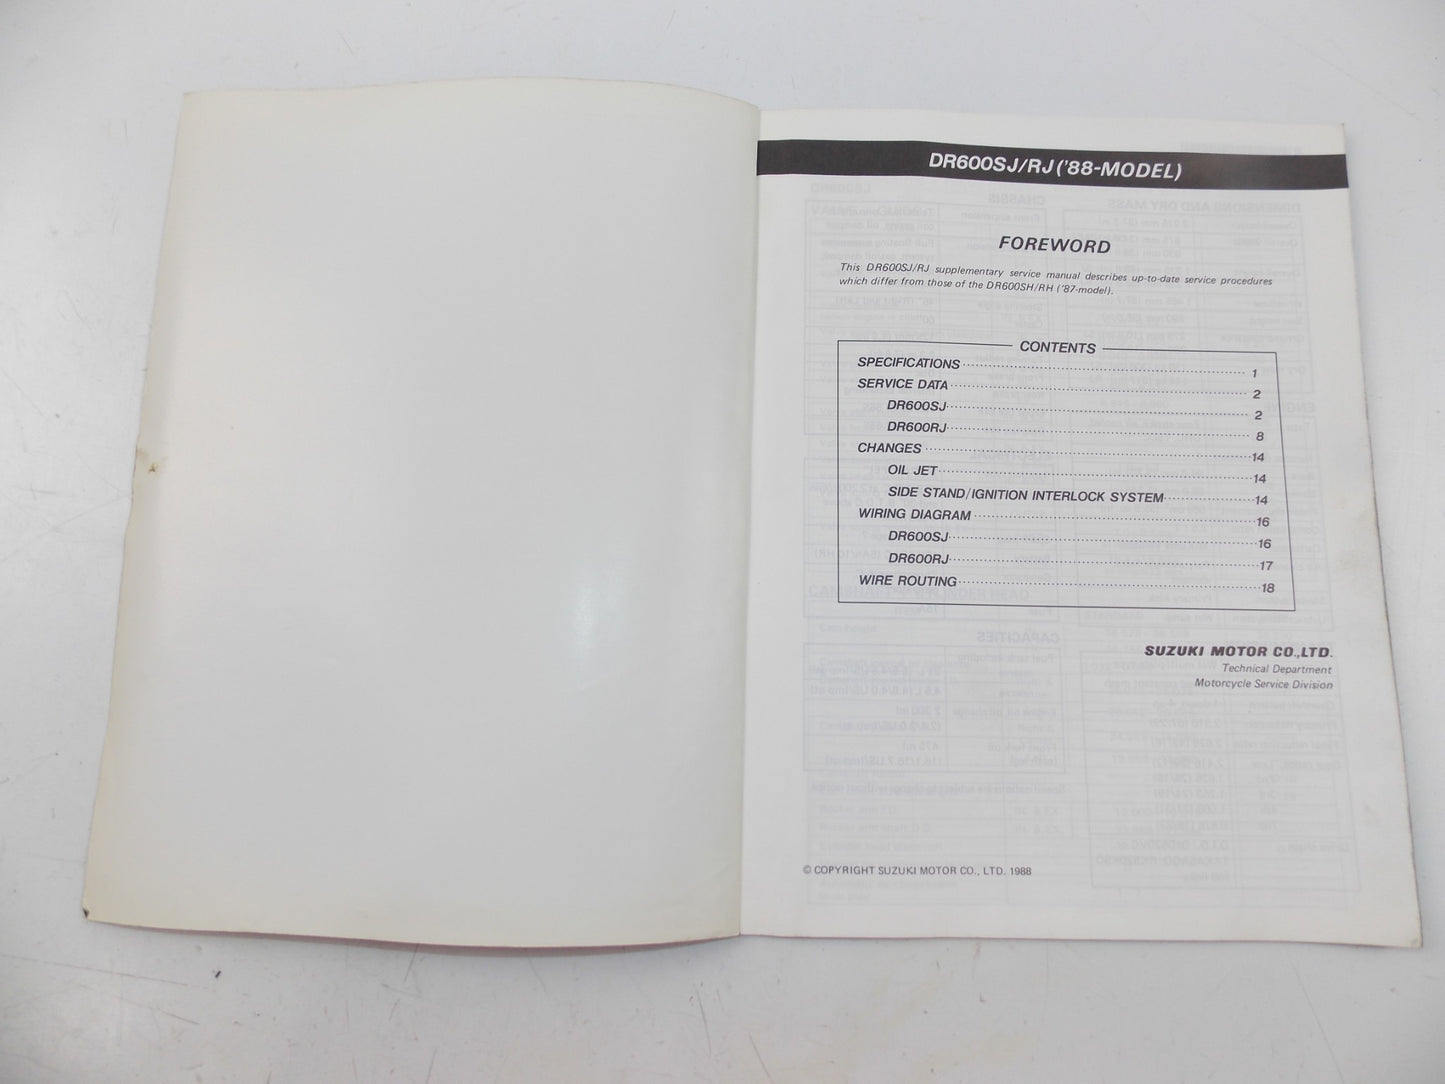 DR600SJ/RJ ('88-MODEL)
FOREWORD
This DR600SJ/RJ supplementary service manual describes up-to-date service procedures
which differ from those of the DR600SH/RH ('87-model).
CONTENTS
SPECIFICATIONS 1
SERVICE DATA 2
DR600SJ 2
DR600RJ 8
CHANGES 14
OIL JET 14
SIDE STAND/IGNITION INTERLOCK SYSTEM 14
WIRING DIAGRAM 16
DR600SJ 16
DR600RJ 17
WIRE ROUTING 18
SUZUKI MOTOR CO.,LTD.
Technical Department
Motorcycle Service Division
© COPYRIGHT SUZUKI MOTOR CO., LTD. 1988